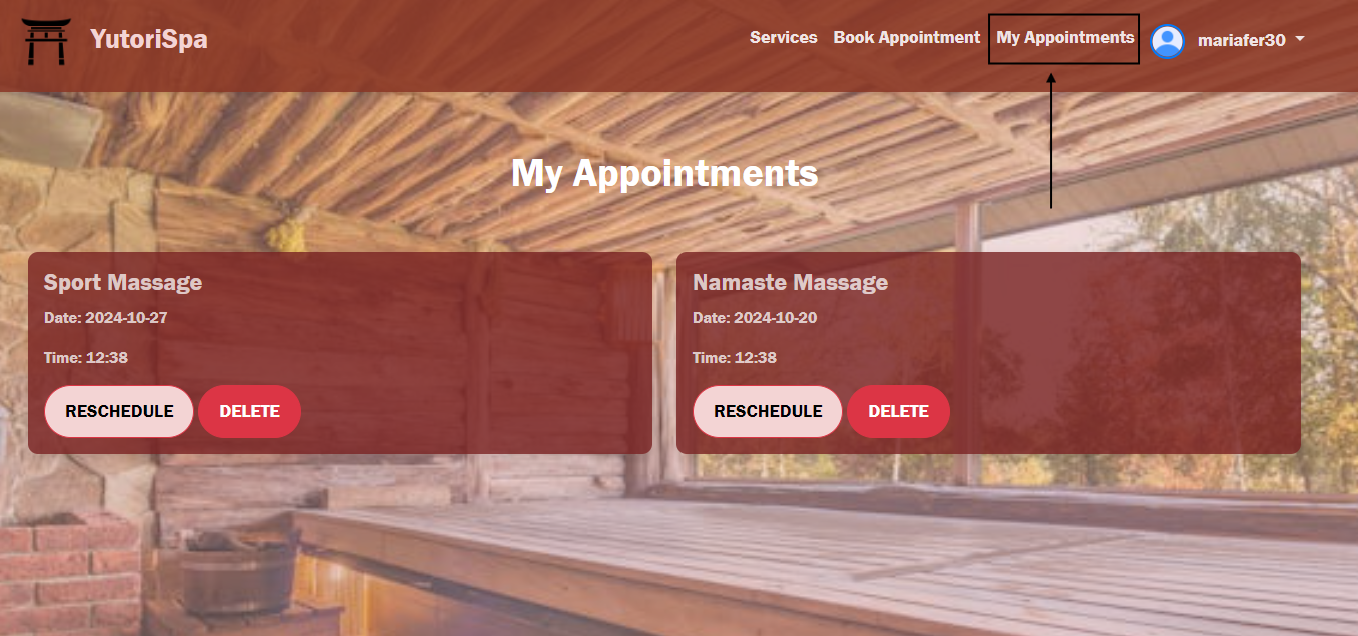 YutoriSpa
Services Book Appointment My Appointments mariafer30
My Appointments
Sport Massage
Date: 2024-10-27
Time: 12:38
RESCHEDULE DELETE
Namaste Massage
Date: 2024-10-20
Time: 12:38
RESCHEDULE DELETE